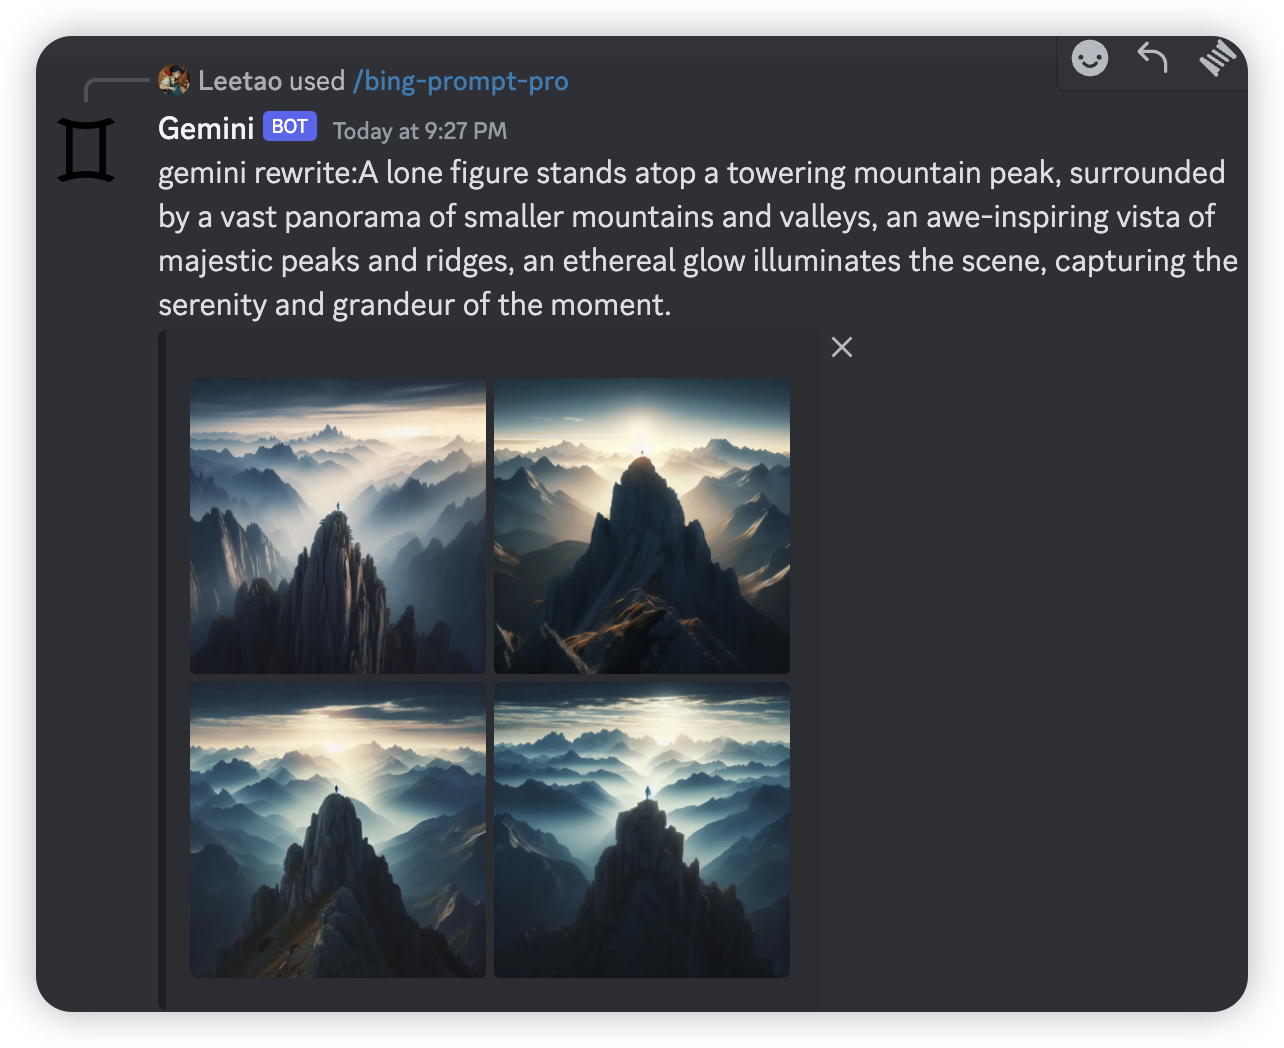 Leetao used /bing-prompt-pro
Gemini BOT Today at 9:27 PM
gemini rewrite:A lone figure stands atop a towering mountain peak, surrounded
by a vast panorama of smaller mountains and valleys, an awe-inspiring vista of
majestic peaks and ridges, an ethereal glow illuminates the scene, capturing the
serenity and grandeur of the moment.